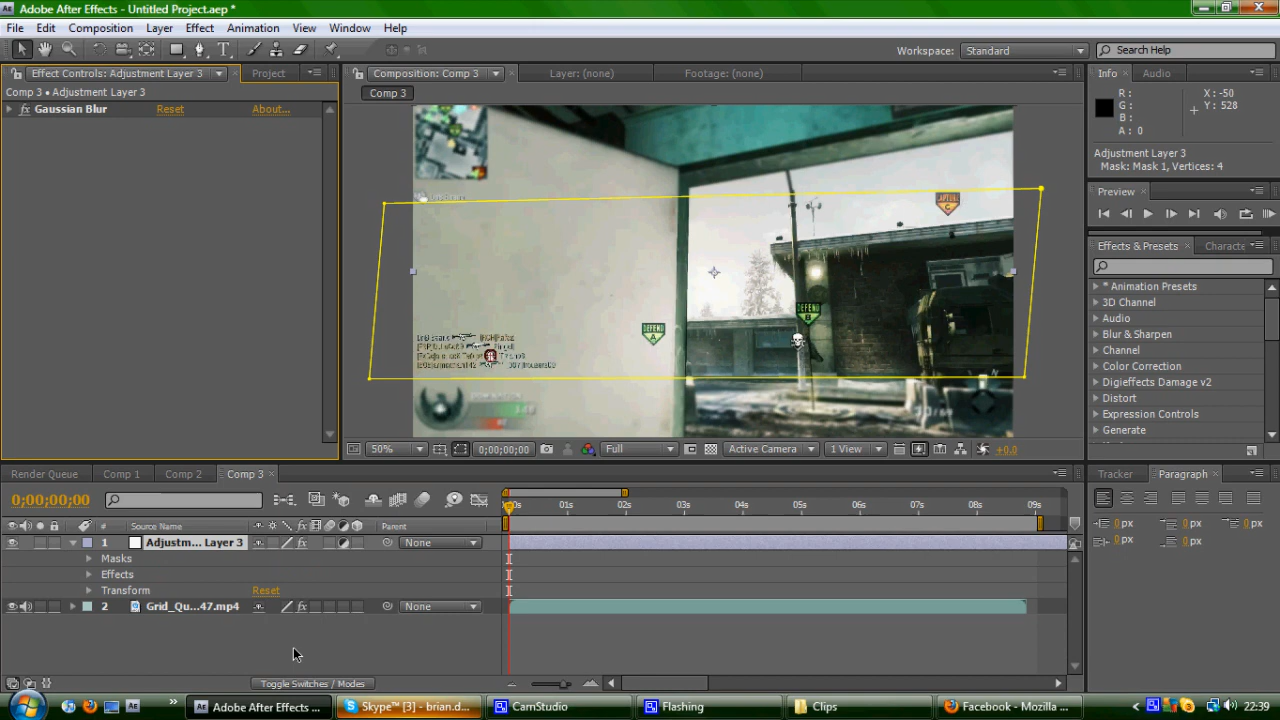 Adobe After Effects - Untitled Project.aep *
File Edit Composition Layer Effect Animation View Window Help
Workspace: Standard Search Help
Effect Controls: Adjustment Layer 3 Project Composition: Comp 3 Layer: (none) Footage: (none) Info Audio
Comp 3 • Adjustment Layer 3
Comp 3
R : X : -50
G : Y : 528
B :
A : 0
fx Gaussian Blur Reset About...
Adjustment Layer 3
Mask: Mask 1, Vertices: 4
Preview
CAPTURE
C
Effects & Presets Characte
* Animation Presets
3D Channel
Audio
DEFEND
B
Blur & Sharpen
DEFEND
A
Channel
Color Correction
Digieffects Damage v2
Distort
Expression Controls
Generate
50% 0;00;00;00 Full Active Camera 1 View +0.0
Render Queue Comp 1 Comp 2 Comp 3 Tracker Paragraph
0;00;00;00
01s 02s 03s 04s 05s 06s 07s 08s 09s
# Source Name fx Parent
0 px 0 px 0 px
0 px 0 px
1 Adjustm... Layer 3 fx None
Masks
Effects
Transform Reset
2 Grid_Qu...47.mp4 fx None
Toggle Switches / Modes
Adobe After Effects ... Skype™ [3] - brian.d... CamStudio Flashing Clips Facebook - Mozilla ... 22:39